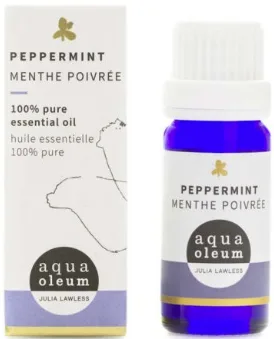 PEPPERMINT
MENTHE POIVRÉE
100% pure
essential oil
huile essentielle
100% pure
aqua
oleum
JULIA LAWLESS
PEPPERMINT
MENTHE POIVRÉE
aqua
oleum
JULIA LAWLESS